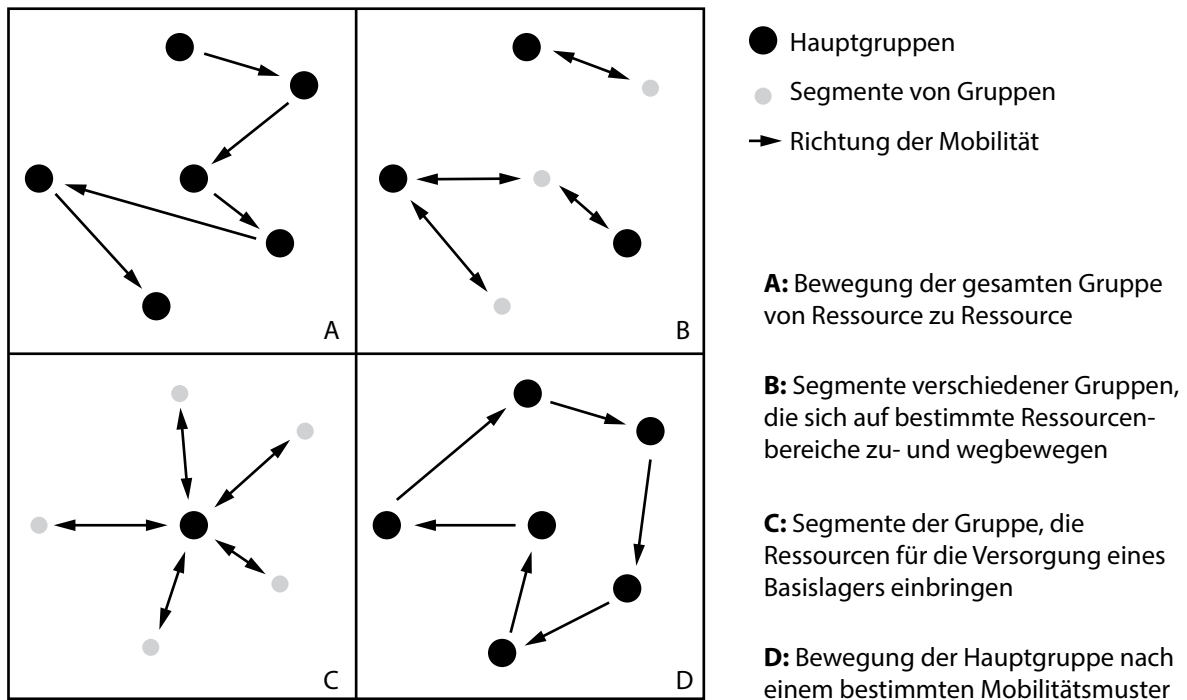 A
B
C
D
Hauptgruppen
Segmente von Gruppen
Richtung der Mobilität
A: Bewegung der gesamten Gruppe
von Ressource zu Ressource
B: Segmente verschiedener Gruppen,
die sich auf bestimmte Ressourcen-
bereiche zu- und wegbewegen
C: Segmente der Gruppe, die
Ressourcen für die Versorgung eines
Basislagers einbringen
D: Bewegung der Hauptgruppe nach
einem bestimmten Mobilitätsmuster